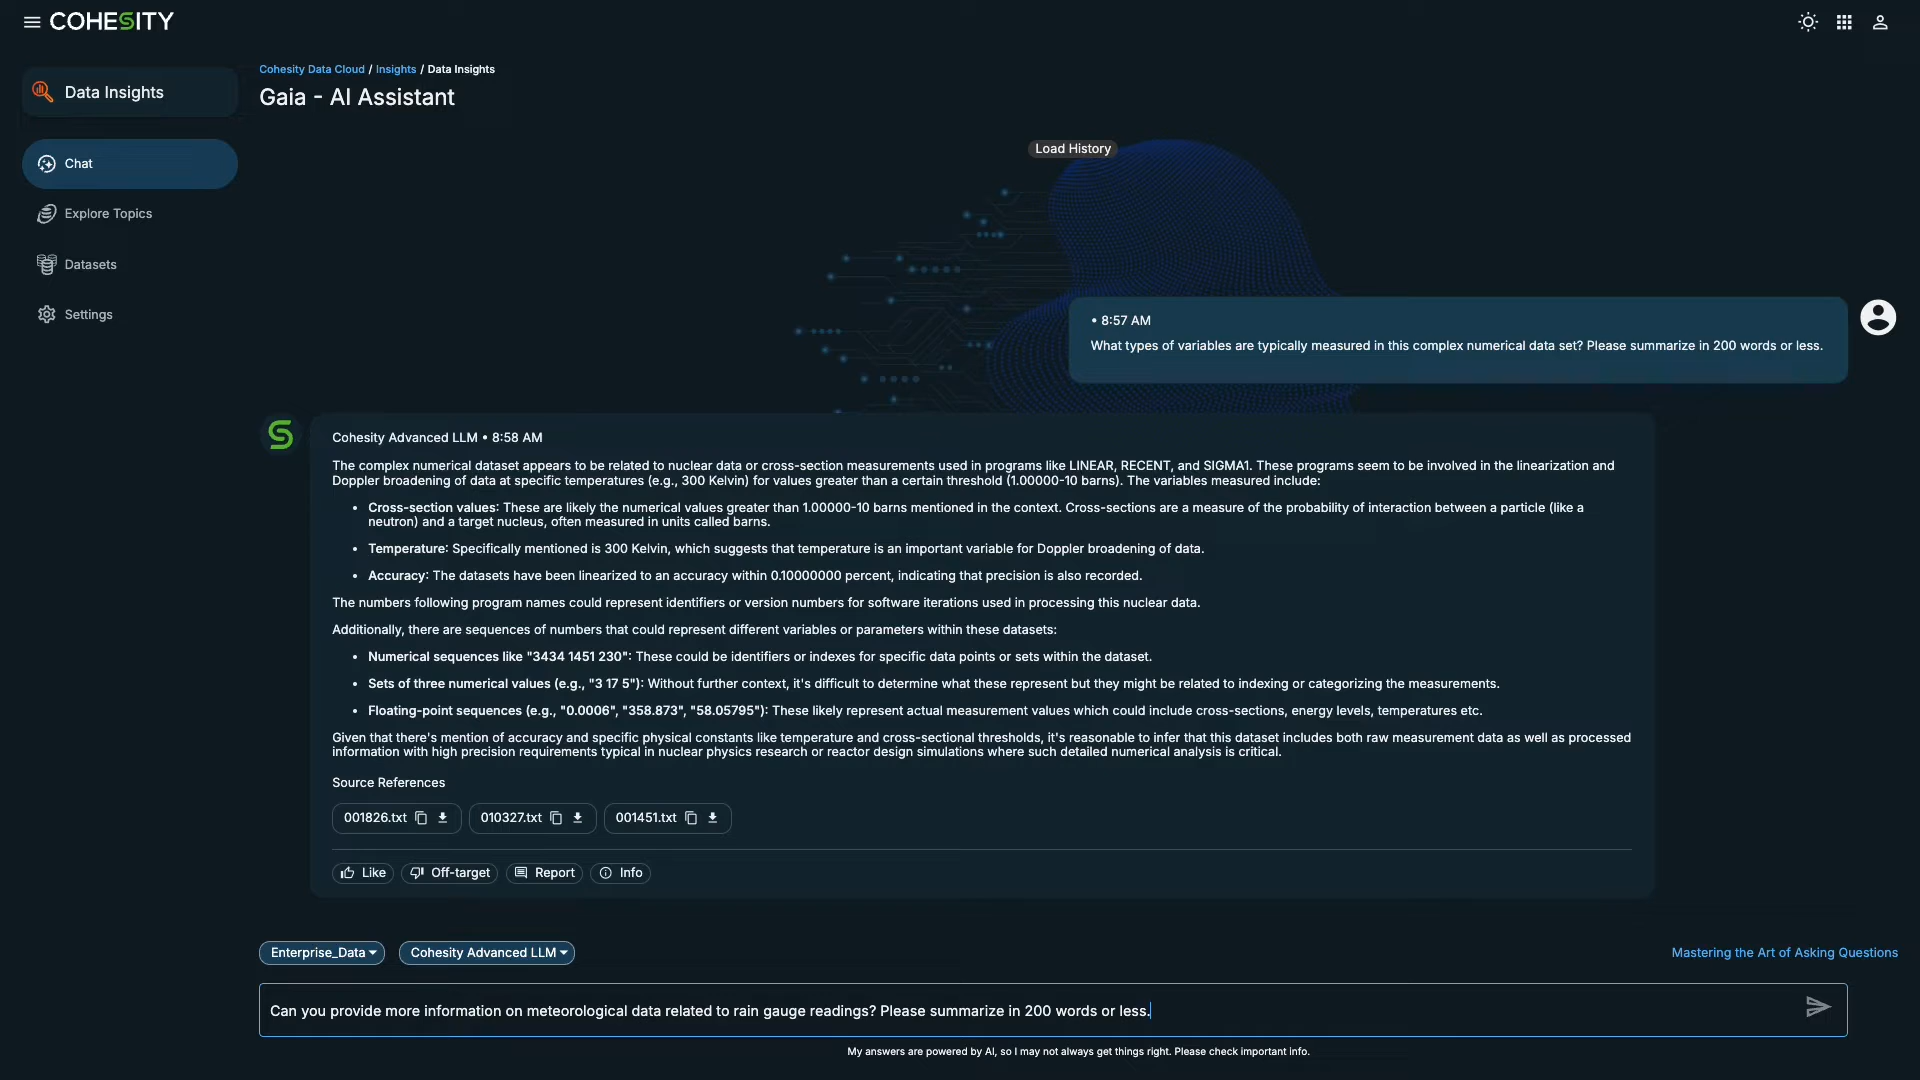 COHESITY
Data Insights
Chat
Explore Topics
Datasets
Settings
Cohesity Data Cloud / Insights / Data Insights
Gaia - AI Assistant
Load History
• 8:57 AM
What types of variables are typically measured in this complex numerical data set? Please summarize in 200 words or less.
Cohesity Advanced LLM • 8:58 AM
The complex numerical dataset appears to be related to nuclear data or cross-section measurements used in programs like LINEAR, RECENT, and SIGMA1. These programs seem to be involved in the linearization and
Doppler broadening of data at specific temperatures (e.g., 300 Kelvin) for values greater than a certain threshold (1.00000-10 barns). The variables measured include:
• Cross-section values: These are likely the numerical values greater than 1.00000-10 barns mentioned in the context. Cross-sections are a measure of the probability of interaction between a particle (like a
neutron) and a target nucleus, often measured in units called barns.
• Temperature: Specifically mentioned is 300 Kelvin, which suggests that temperature is an important variable for Doppler broadening of data.
• Accuracy: The datasets have been linearized to an accuracy within 0.10000000 percent, indicating that precision is also recorded.
The numbers following program names could represent identifiers or version numbers for software iterations used in processing this nuclear data.
Additionally, there are sequences of numbers that could represent different variables or parameters within these datasets:
• Numerical sequences like "3434 1451 230": These could be identifiers or indexes for specific data points or sets within the dataset.
• Sets of three numerical values (e.g., "3 17 5"): Without further context, it's difficult to determine what these represent but they might be related to indexing or categorizing the measurements.
• Floating-point sequences (e.g., "0.0006", "358.873", "58.05795"): These likely represent actual measurement values which could include cross-sections, energy levels, temperatures etc.
Given that there's mention of accuracy and specific physical constants like temperature and cross-sectional thresholds, it's reasonable to infer that this dataset includes both raw measurement data as well as processed
information with high precision requirements typical in nuclear physics research or reactor design simulations where such detailed numerical analysis is critical.
Source References
001826.txt 010327.txt 001451.txt
Like Off-target Report Info
Enterprise_Data Cohesity Advanced LLM Mastering the Art of Asking Questions
Can you provide more information on meteorological data related to rain gauge readings? Please summarize in 200 words or less.
My answers are powered by AI, so I may not always get things right. Please check important info.